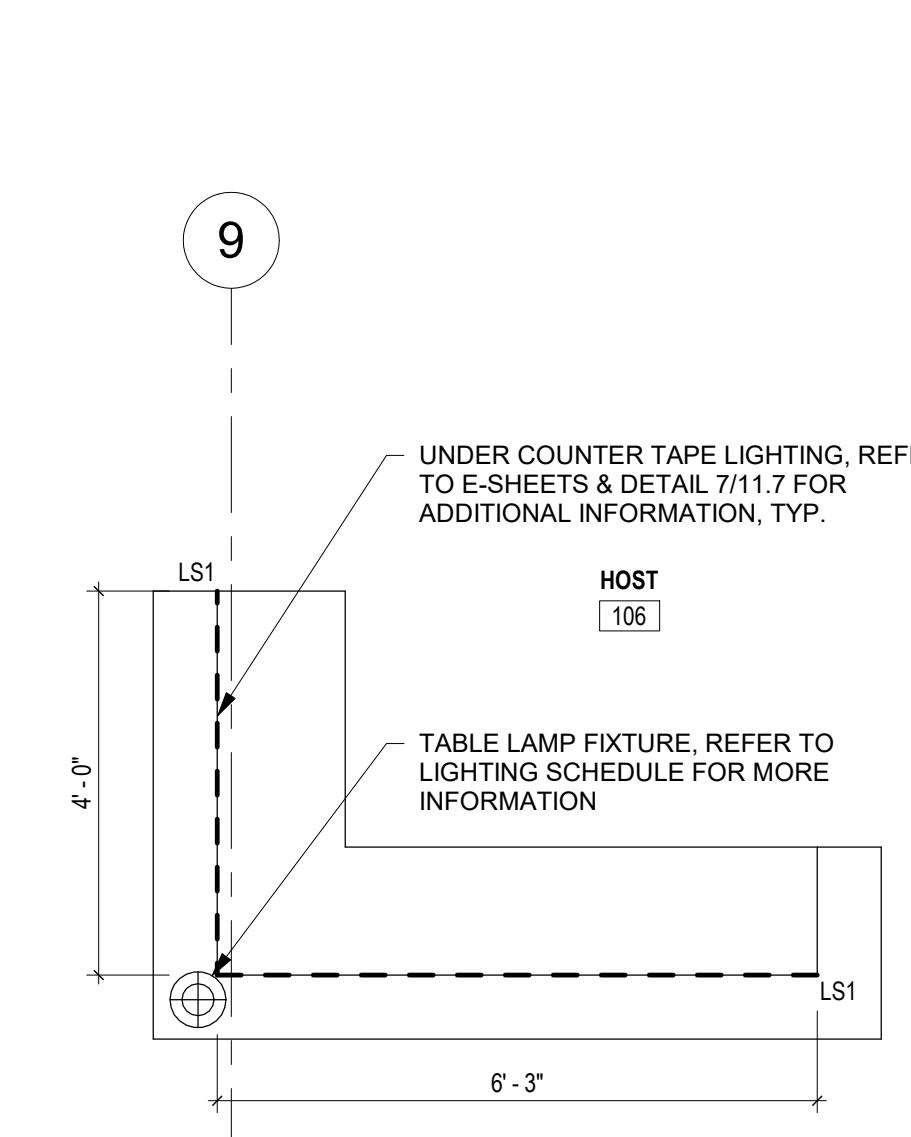 9
UNDER COUNTER TAPE LIGHTING, REF
TO E-SHEETS & DETAIL 7/11.7 FOR
ADDITIONAL INFORMATION, TYP.
LS1
HOST
106
TABLE LAMP FIXTURE, REFER TO
LIGHTING SCHEDULE FOR MORE
INFORMATION
4' - 0"
LS1
6' - 3"